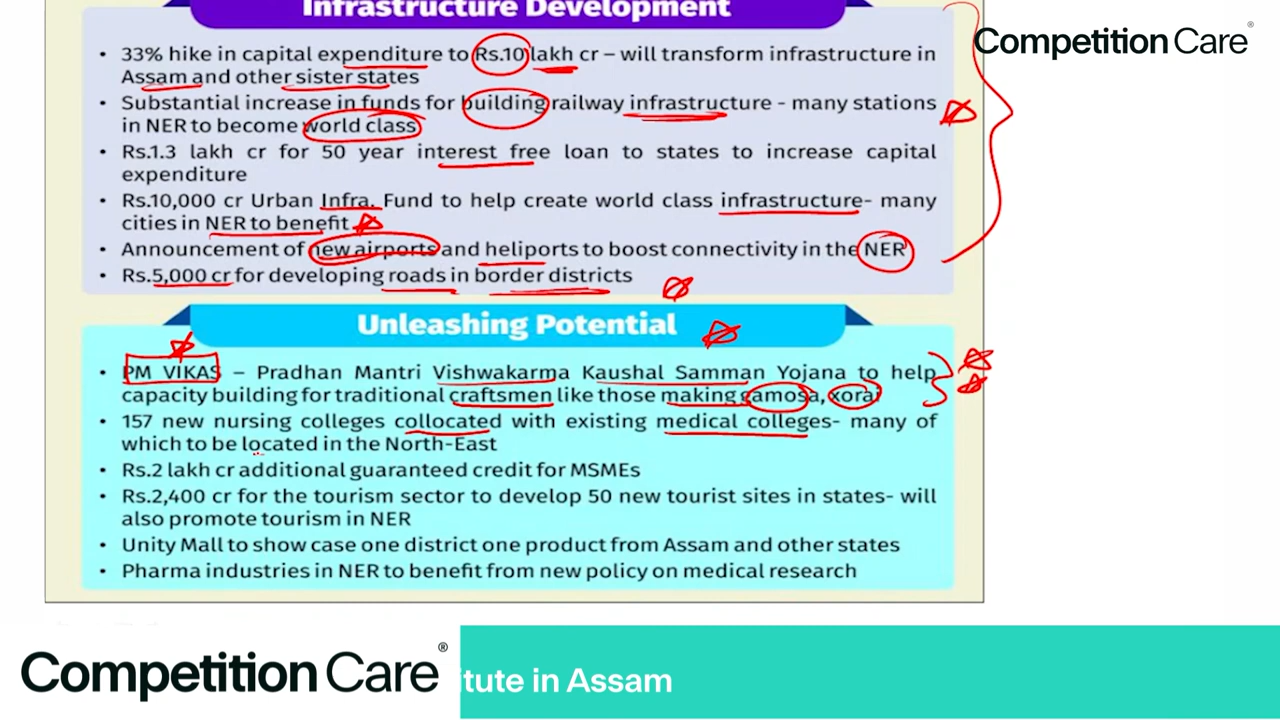 Infrastructure Development
Competition Care®
• 33% hike in capital expenditure to Rs.10 lakh cr – will transform infrastructure in
Assam and other sister states
• Substantial increase in funds for building railway infrastructure - many stations
in NER to become world class
• Rs.1.3 lakh cr for 50 year interest free loan to states to increase capital
expenditure
• Rs.10,000 cr Urban Infra. Fund to help create world class infrastructure- many
cities in NER to benefit
• Announcement of new airports and heliports to boost connectivity in the NER
• Rs.5,000 cr for developing roads in border districts
Unleashing Potential
• PM VIKAS – Pradhan Mantri Vishwakarma Kaushal Samman Yojana to help
capacity building for traditional craftsmen like those making gamosa, xorai
• 157 new nursing colleges collocated with existing medical colleges- many of
which to be located in the North-East
• Rs.2 lakh cr additional guaranteed credit for MSMEs
• Rs.2,400 cr for the tourism sector to develop 50 new tourist sites in states- will
also promote tourism in NER
• Unity Mall to show case one district one product from Assam and other states
• Pharma industries in NER to benefit from new policy on medical research
Competition Care®
itute in Assam